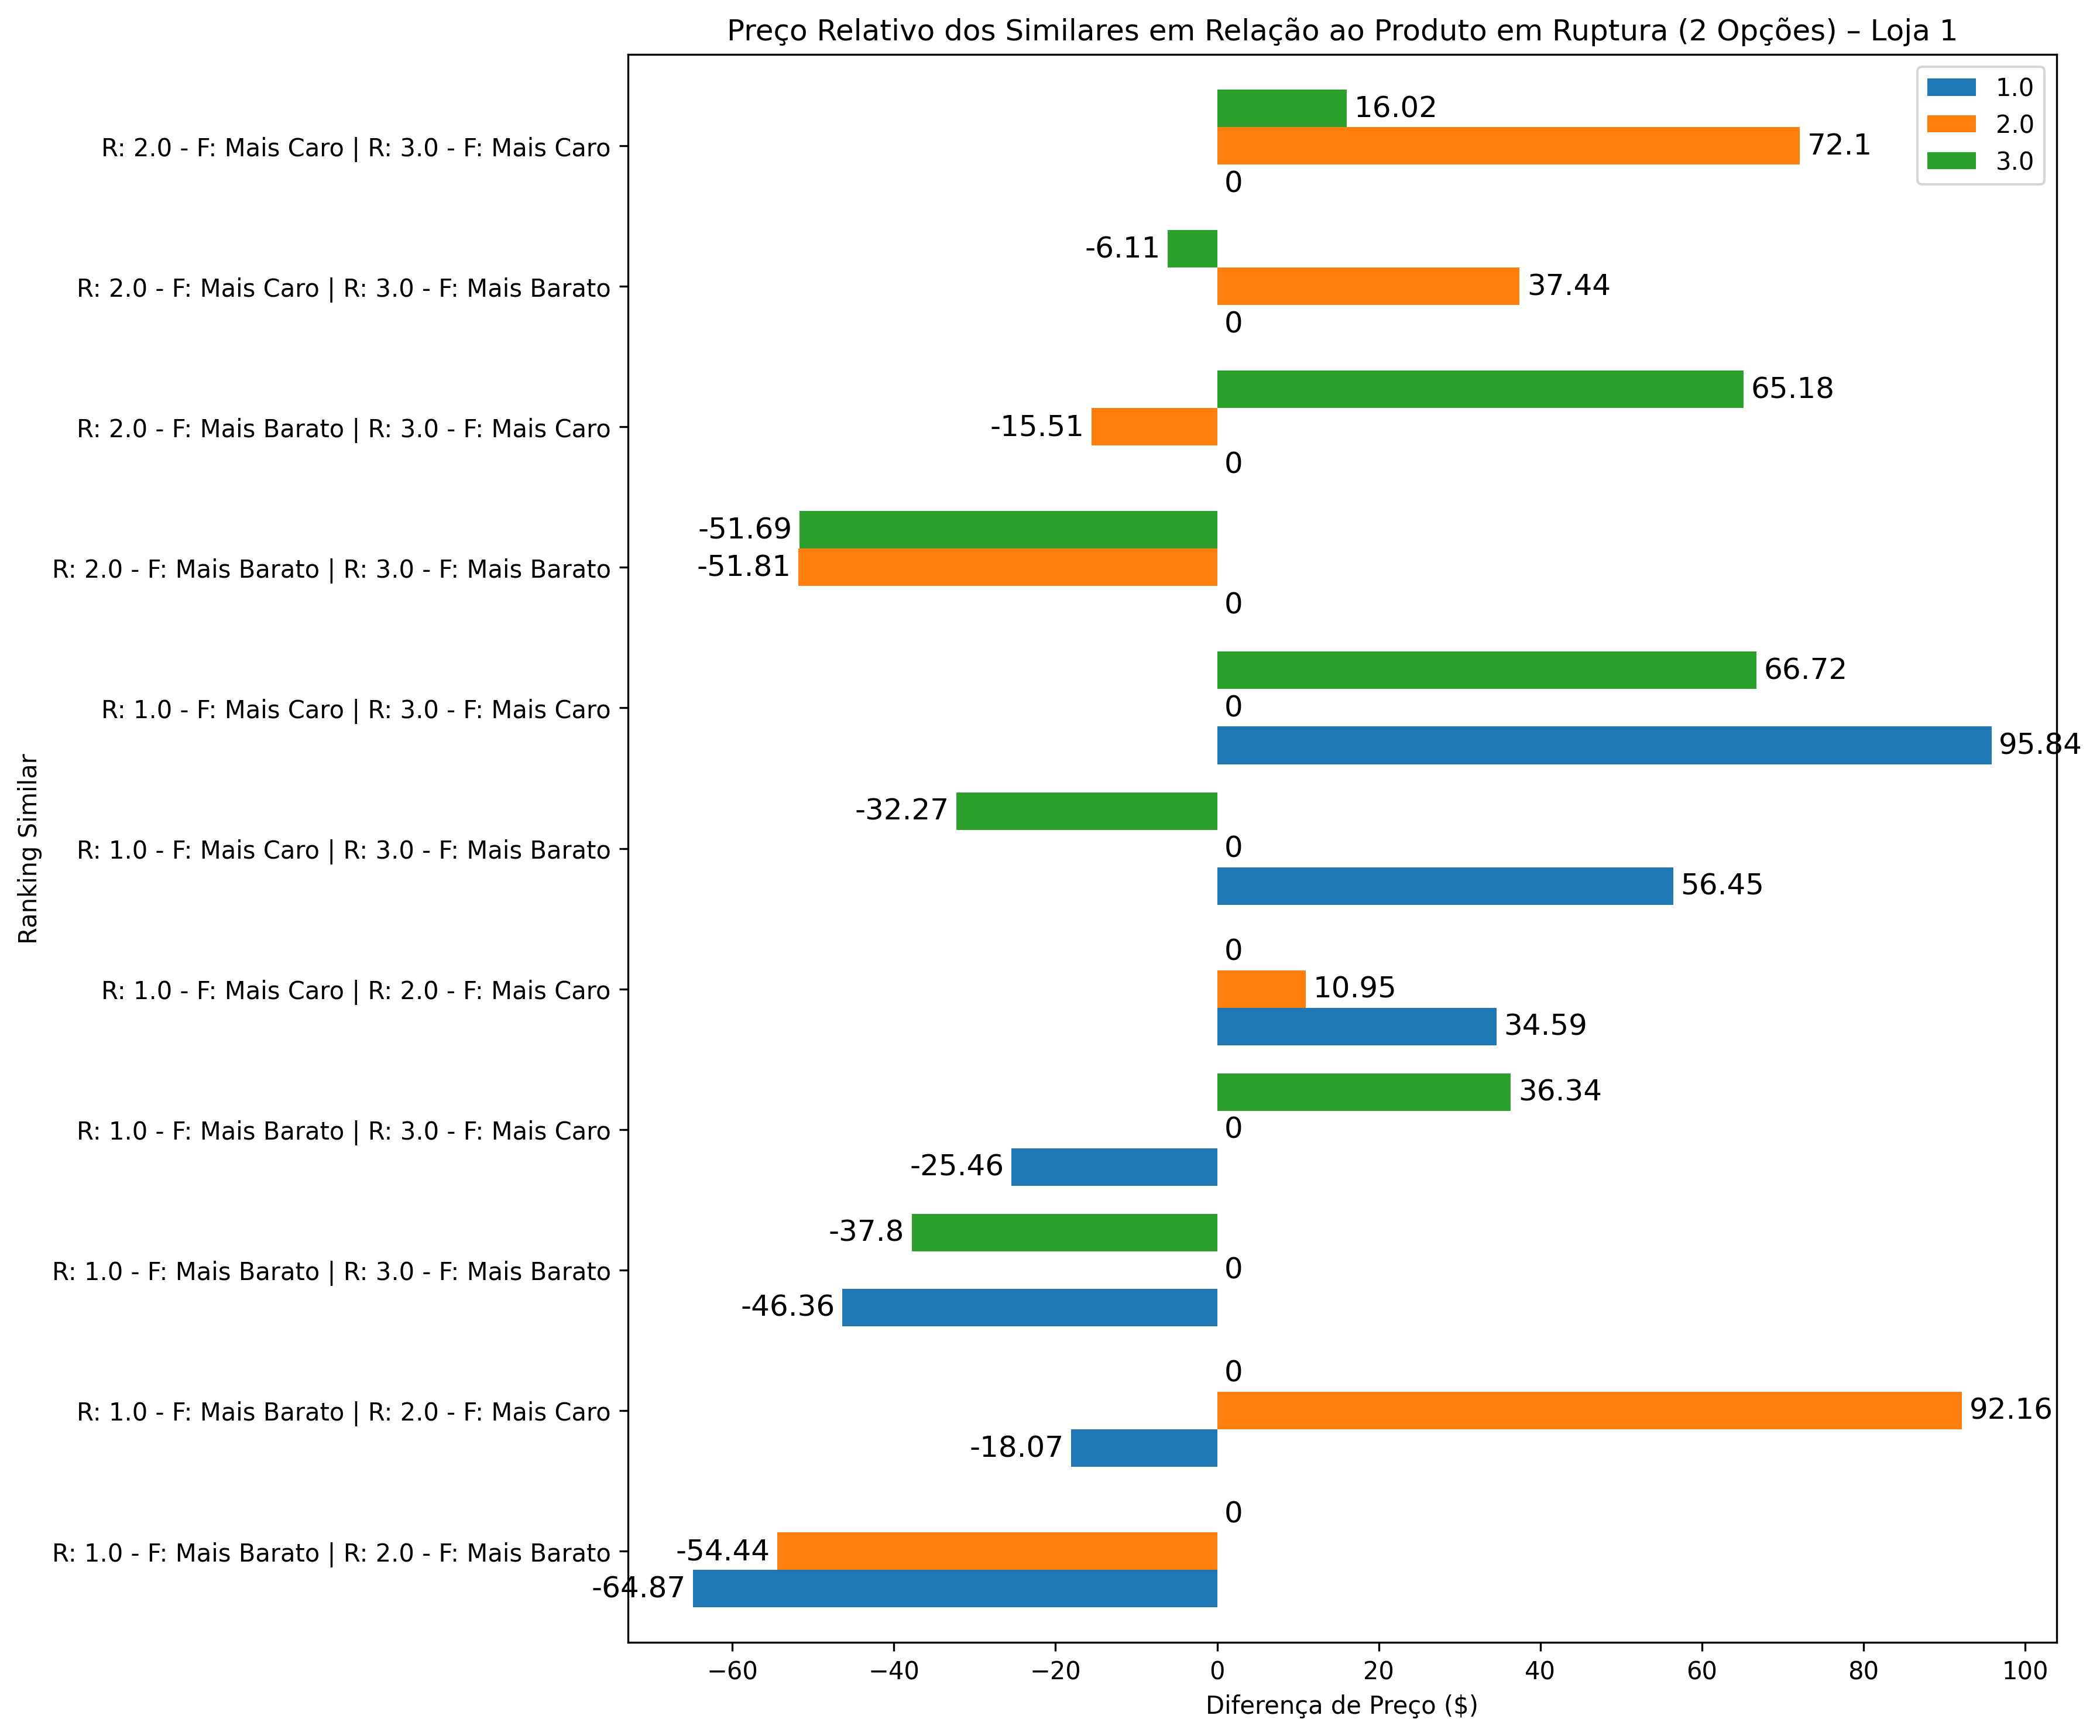 Preço Relativo dos Similares em Relação ao Produto em Ruptura (2 Opções) – Loja 1
1.0
2.0
3.0
R: 2.0 - F: Mais Caro | R: 3.0 - F: Mais Caro
16.02
72.1
0
R: 2.0 - F: Mais Caro | R: 3.0 - F: Mais Barato
-6.11
37.44
0
R: 2.0 - F: Mais Barato | R: 3.0 - F: Mais Caro
65.18
-15.51
0
R: 2.0 - F: Mais Barato | R: 3.0 - F: Mais Barato
-51.69
-51.81
0
R: 1.0 - F: Mais Caro | R: 3.0 - F: Mais Caro
66.72
0
95.84
R: 1.0 - F: Mais Caro | R: 3.0 - F: Mais Barato
-32.27
0
56.45
R: 1.0 - F: Mais Caro | R: 2.0 - F: Mais Caro
0
10.95
34.59
R: 1.0 - F: Mais Barato | R: 3.0 - F: Mais Caro
36.34
0
-25.46
R: 1.0 - F: Mais Barato | R: 3.0 - F: Mais Barato
-37.8
0
-46.36
R: 1.0 - F: Mais Barato | R: 2.0 - F: Mais Caro
0
92.16
-18.07
R: 1.0 - F: Mais Barato | R: 2.0 - F: Mais Barato
0
-54.44
-64.87
Ranking Similar
−60 −40 −20 0 20 40 60 80 100
Diferença de Preço ($)